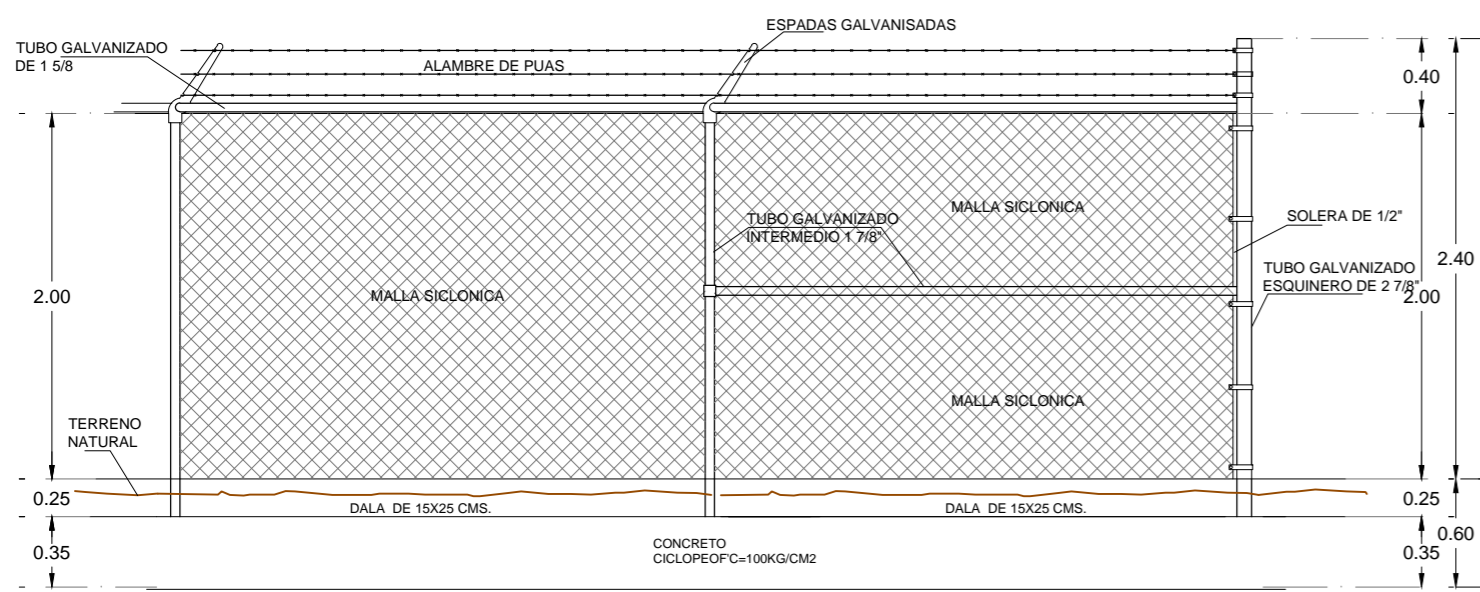 ESPADAS GALVANISADAS
TUBO GALVANIZADO
DE 1 5/8
ALAMBRE DE PUAS
0.40
MALLA SICLONICA
TUBO GALVANIZADO
INTERMEDIO 1 7/8"
SOLERA DE 1/2"
2.40
TUBO GALVANIZADO
ESQUINERO DE 2 7/8"
2.00
MALLA SICLONICA
2.00
MALLA SICLONICA
TERRENO
NATURAL
0.25
0.25
DALA DE 15X25 CMS.
DALA DE 15X25 CMS.
0.60
CONCRETO
CICLOPEOF'C=100KG/CM2
0.35
0.35